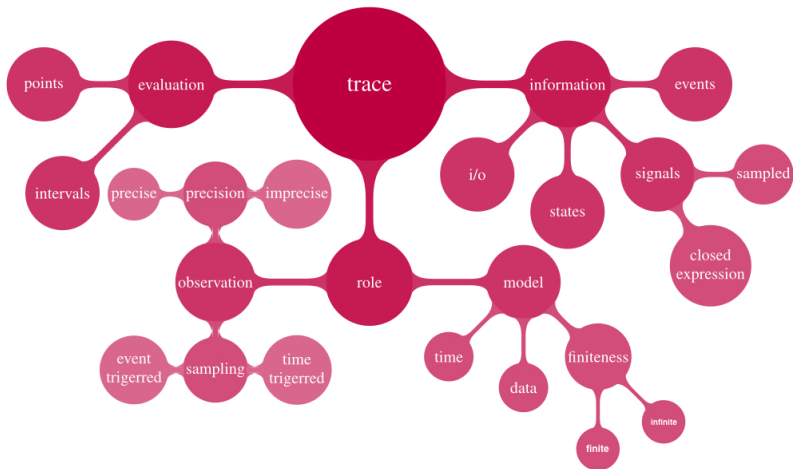 trace
evaluation
points
intervals
information
events
i/o
states
signals
sampled
closed
expression
role
observation
precision
precise
imprecise
sampling
event
trigerred
time
trigerred
model
time
data
finiteness
finite
infinite